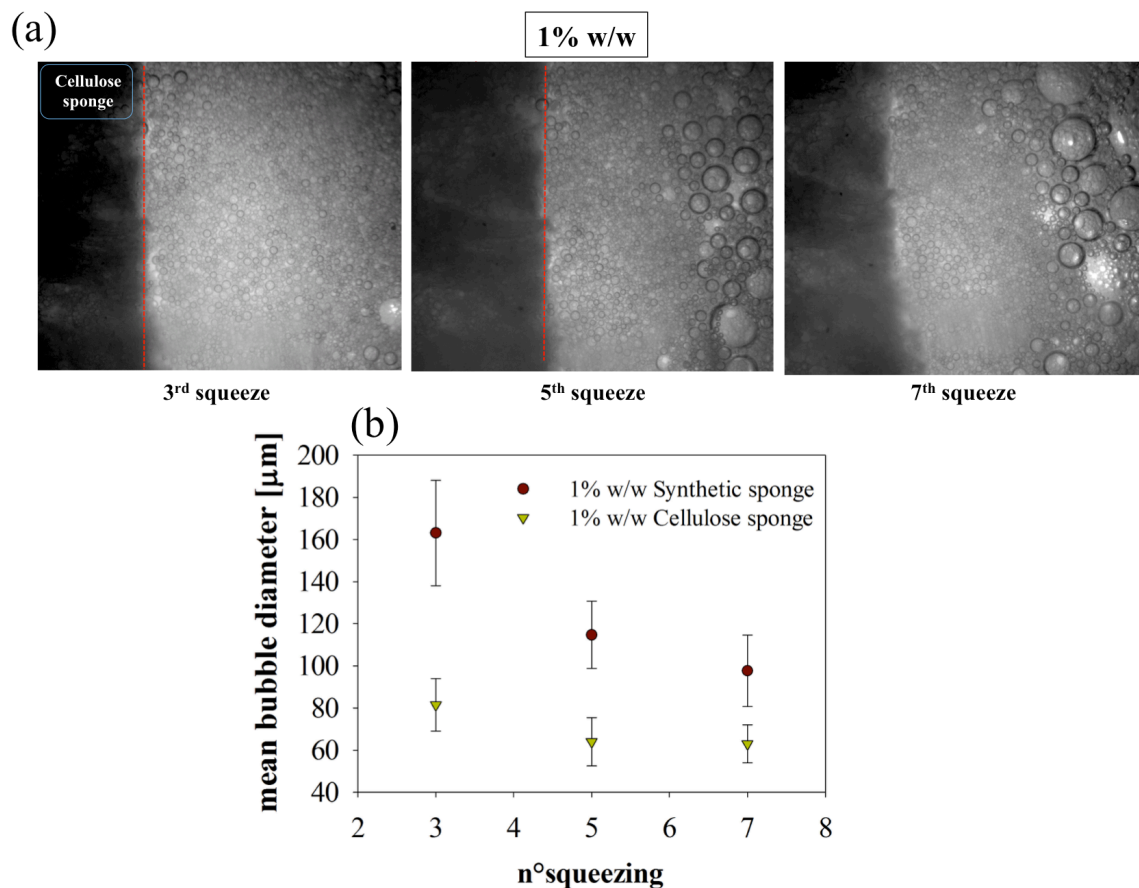 (a)
1% w/w
Cellulose
sponge
3rd squeeze
5th squeeze
7th squeeze
(b)
mean bubble diameter [µm]
200
180
160
140
120
100
80
60
40
1% w/w Synthetic sponge
1% w/w Cellulose sponge
2
3
4
5
6
7
8
n°squeezing